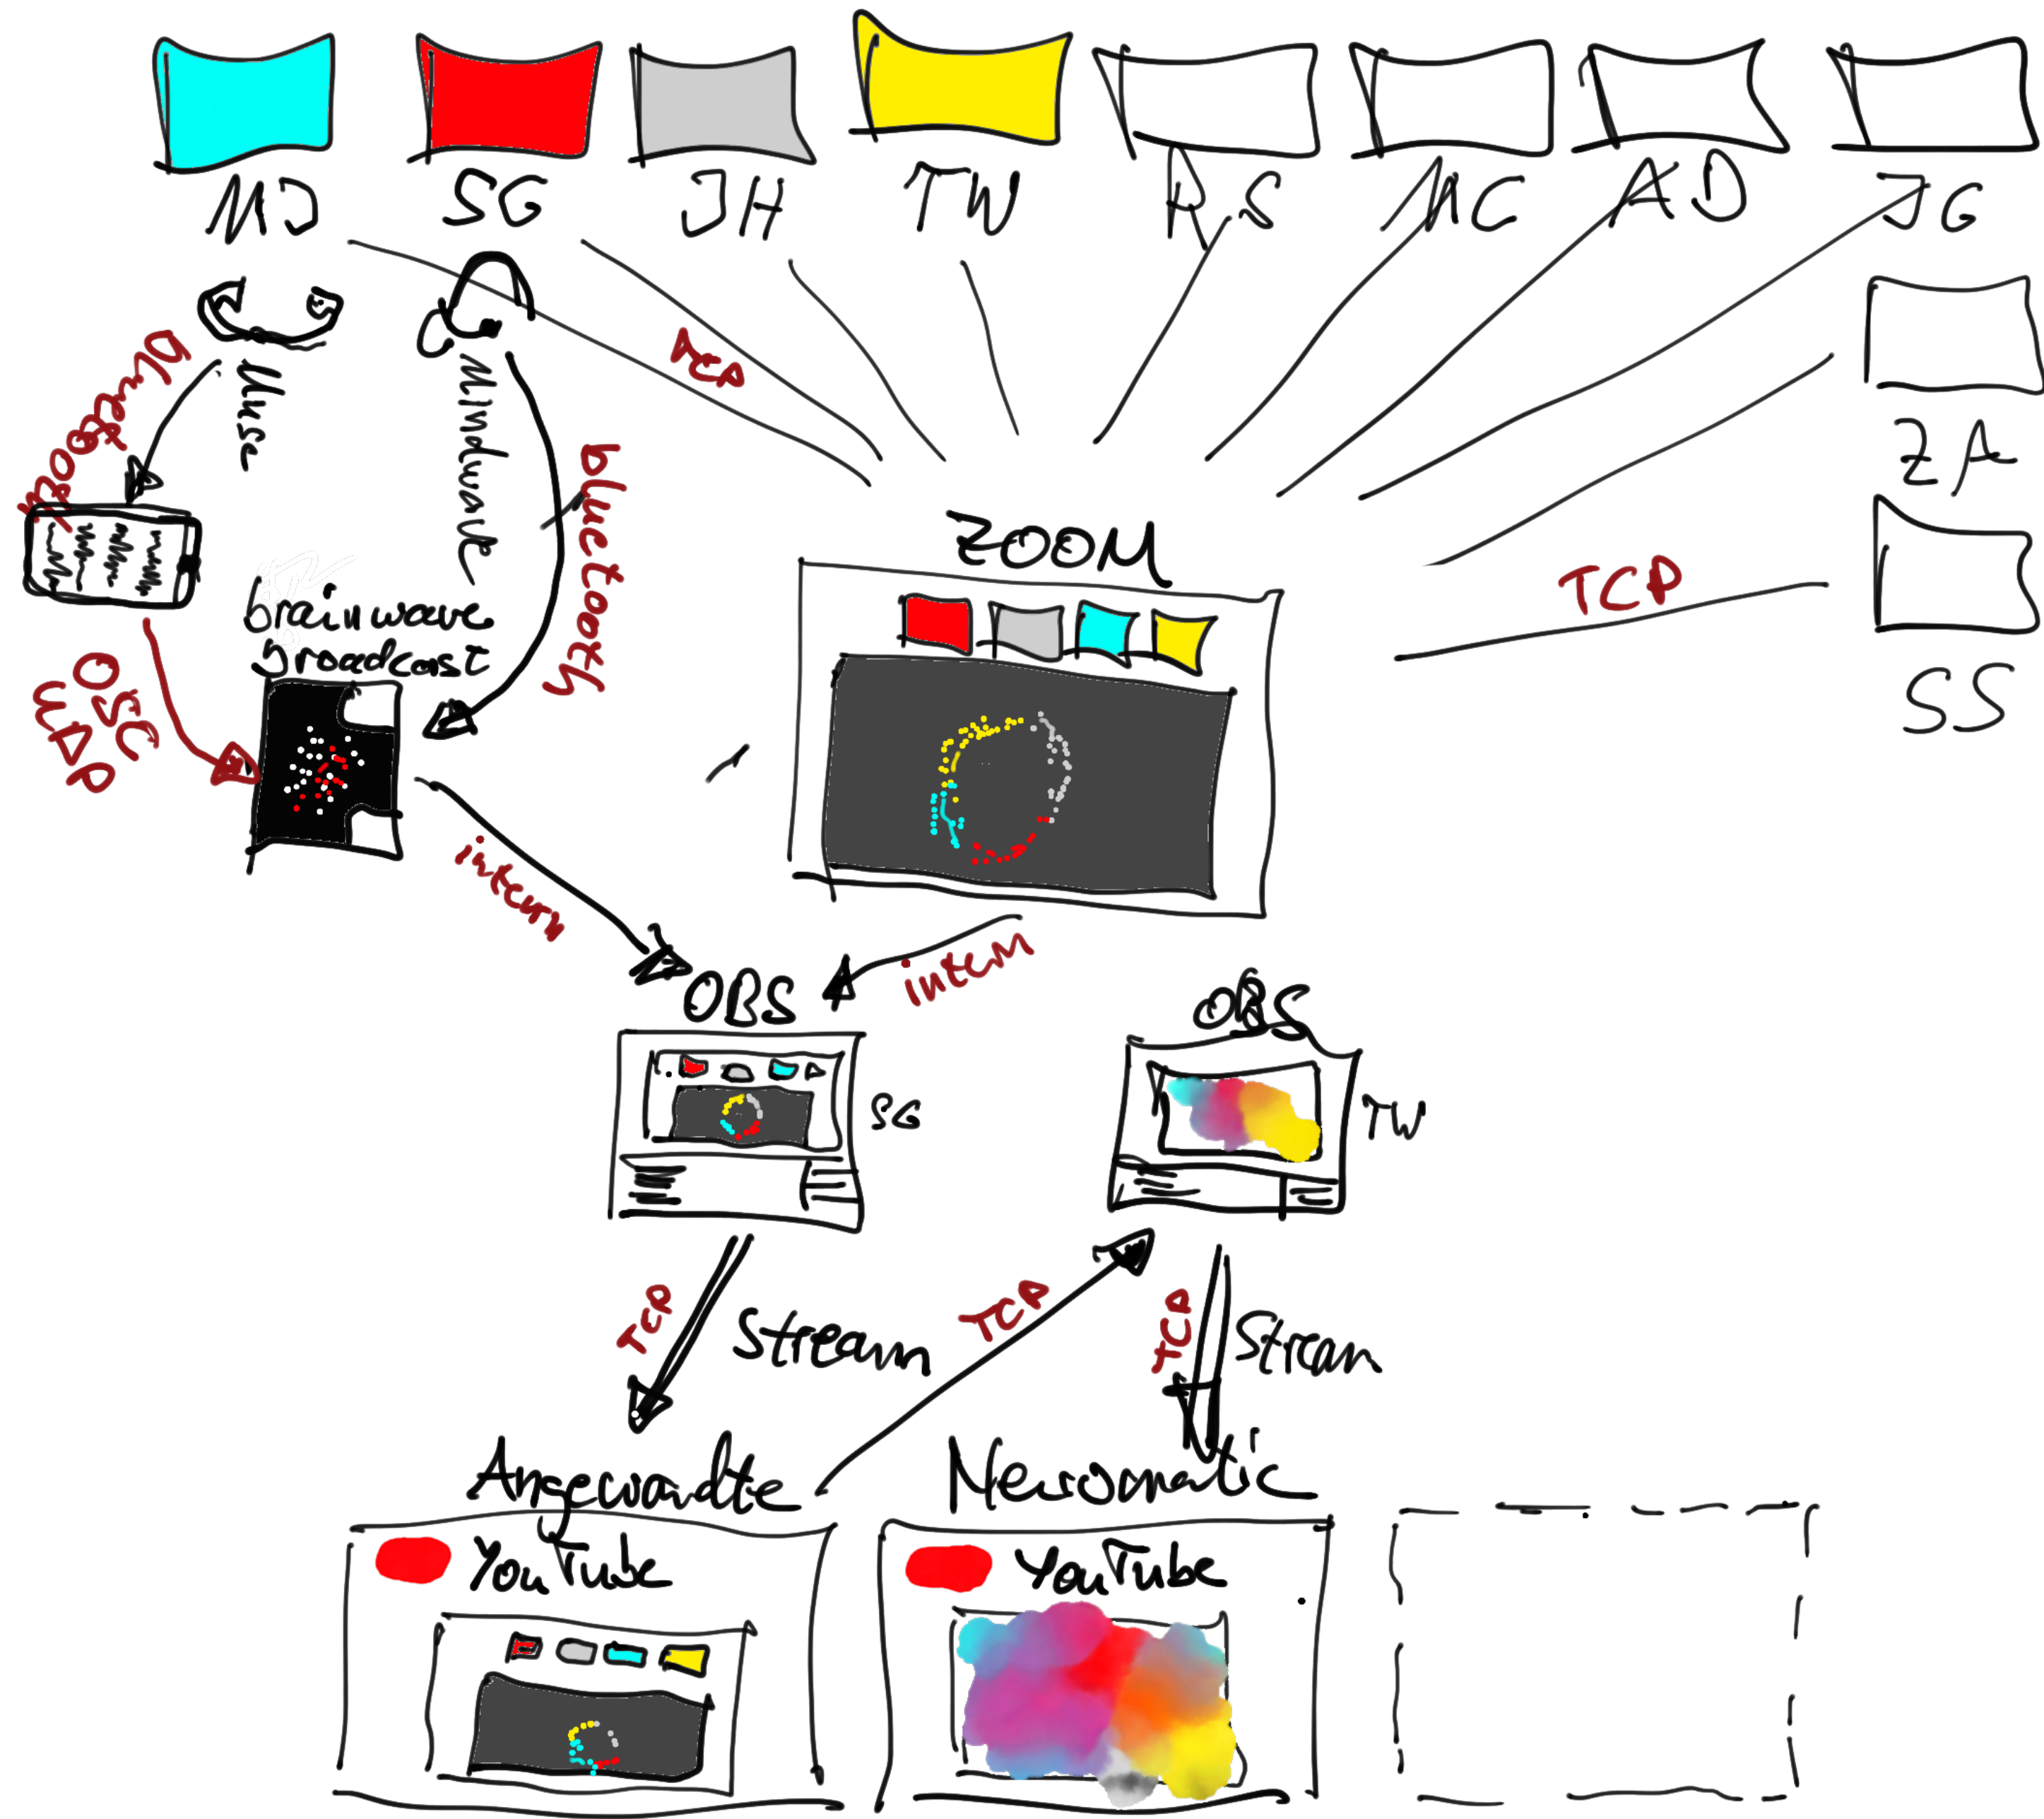 MJ
SG
JH
TW
RS
MC
AD
JG
ZA
SS
TCP
TCP
bluetooth
Muse
Mindwave
bluetooth
OSC
UDP
brainwave
broadcast
ZOOM
intern
intern
OBS
SG
OBS
TW
TCP
Stream
TCP
TCP
Stream
Angewandte
YouTube
Neuromatic
YouTube